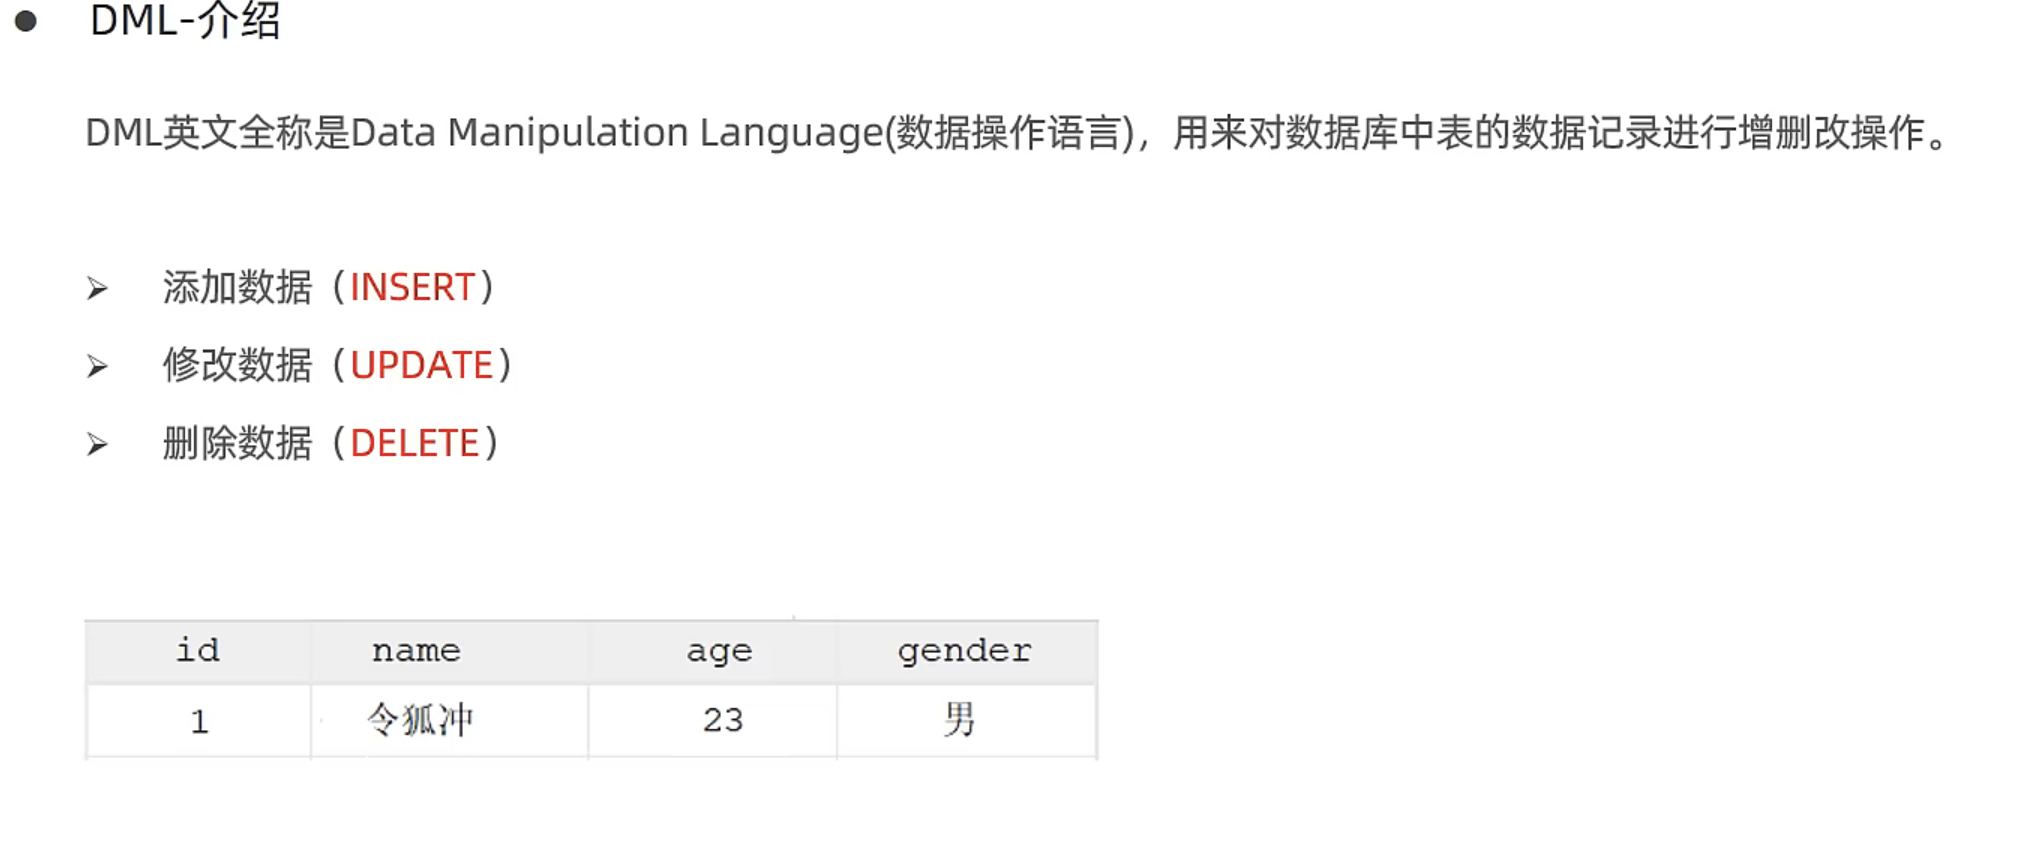 ● DML-介绍
DML英文全称是Data Manipulation Language(数据操作语言)，用来对数据库中表的数据记录进行增删改操作。
➢ 添加数据（INSERT）
➢ 修改数据（UPDATE）
➢ 删除数据（DELETE）
id name age gender
1 令狐冲 23 男